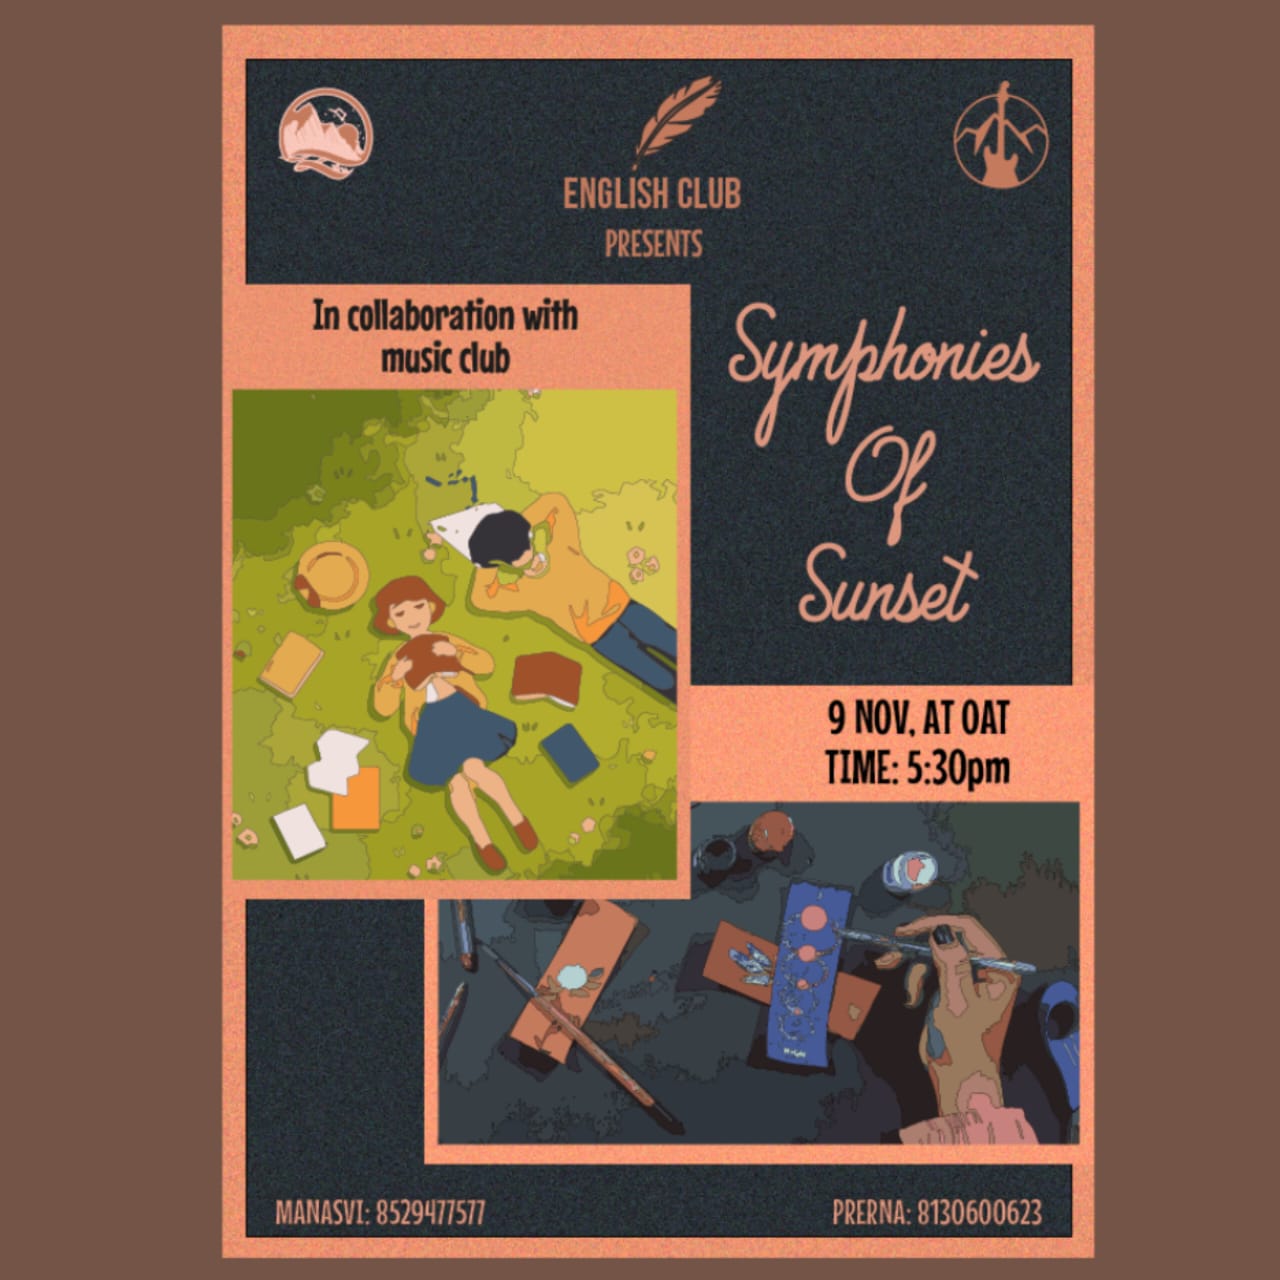 ENGLISH CLUB
PRESENTS
In collaboration with
music club
Symphonies
Of
Sunset
9 NOV, AT OAT
TIME: 5:30pm
MANASVI: 8529477577
PRERNA: 8130600623